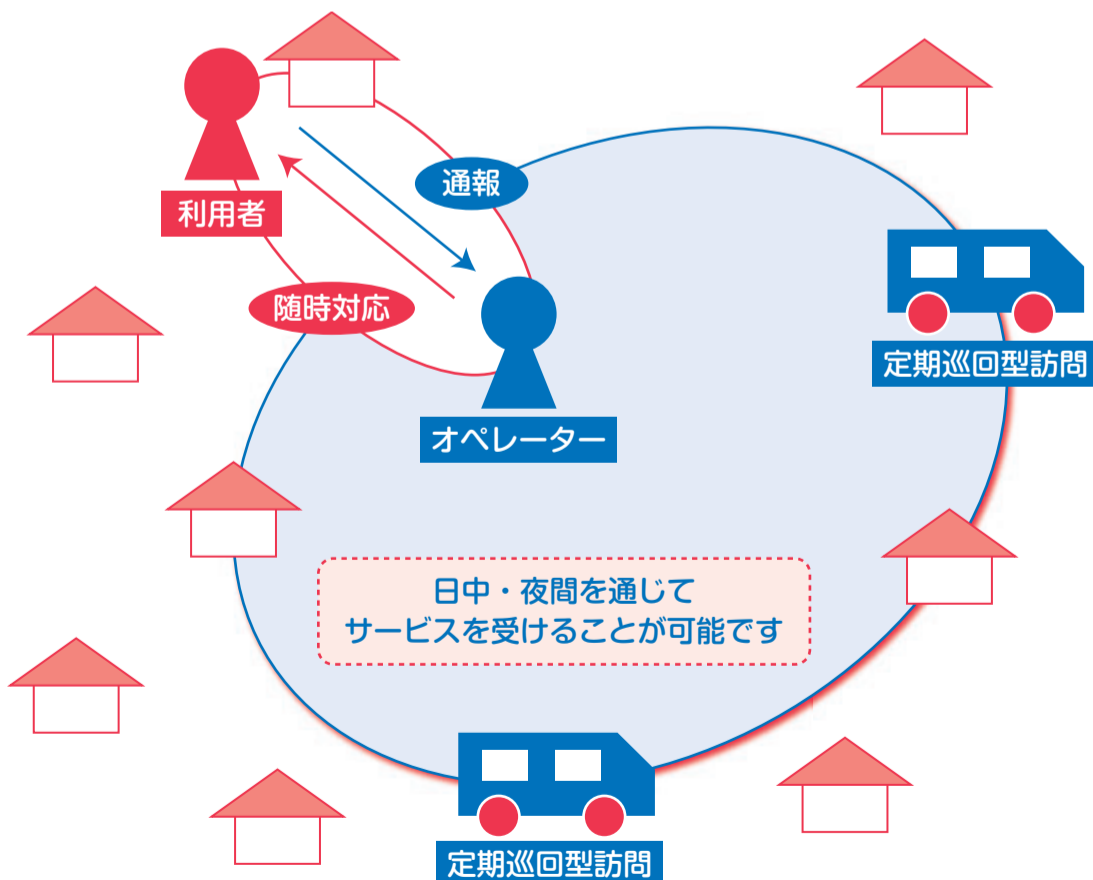 通報
利用者
随時対応
定期巡回型訪問
オペレーター
日中・夜間を通じて
サービスを受けることが可能です
定期巡回型訪問